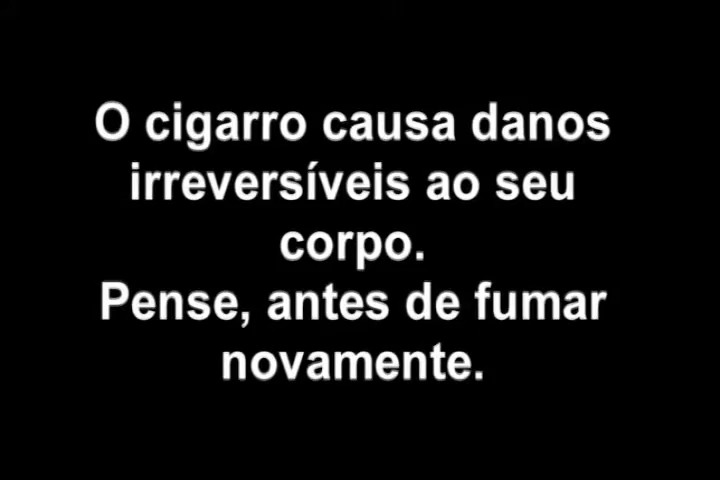 O cigarro causa danos
irreversíveis ao seu
corpo.
Pense, antes de fumar
novamente.